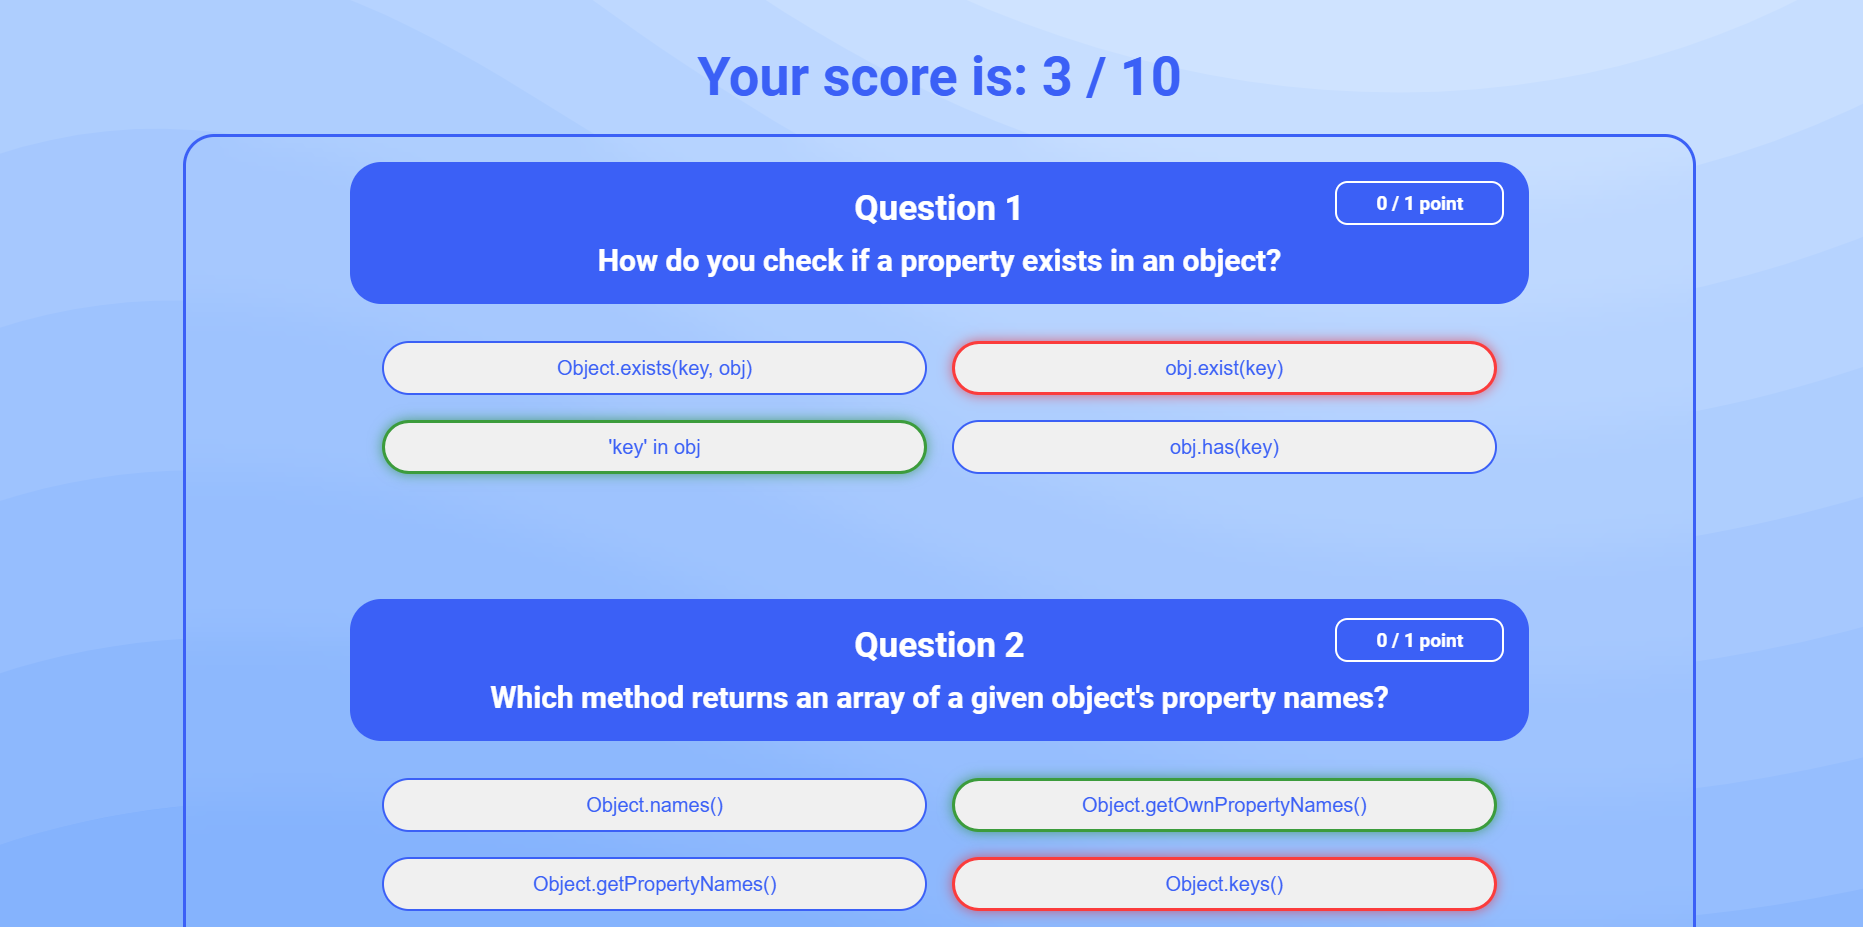 Your score is: 3 / 10
Question 1
0 / 1 point
How do you check if a property exists in an object?
Object.exists(key, obj)
obj.exist(key)
'key' in obj
obj.has(key)
Question 2
0 / 1 point
Which method returns an array of a given object's property names?
Object.names()
Object.getOwnPropertyNames()
Object.getPropertyNames()
Object.keys()